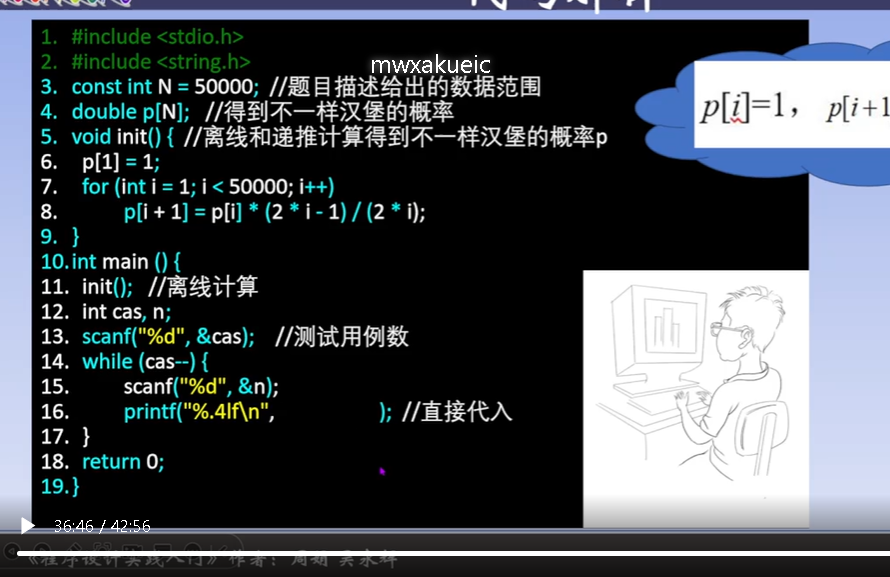 1. #include <stdio.h>
2. #include <string.h>
mwxakueic
3. const int N = 50000; //题目描述给出的数据范围
4. double p[N]; //得到不一样汉堡的概率
5. void init() { //离线和递推计算得到不一样汉堡的概率p
6. p[1] = 1;
7. for (int i = 1; i < 50000; i++)
8. p[i + 1] = p[i] * (2 * i - 1) / (2 * i);
9. }
p[i]=1， p[i+1
10.int main () {
11. init(); //离线计算
12. int cas, n;
13. scanf("%d", &cas); //测试用例数
14. while (cas--) {
15. scanf("%d", &n);
16. printf("%.4lf\n", ); //直接代入
17. }
18. return 0;
19.}
36:46 / 42:56
《程序设计实践入门》作者：周娟 吴永辉